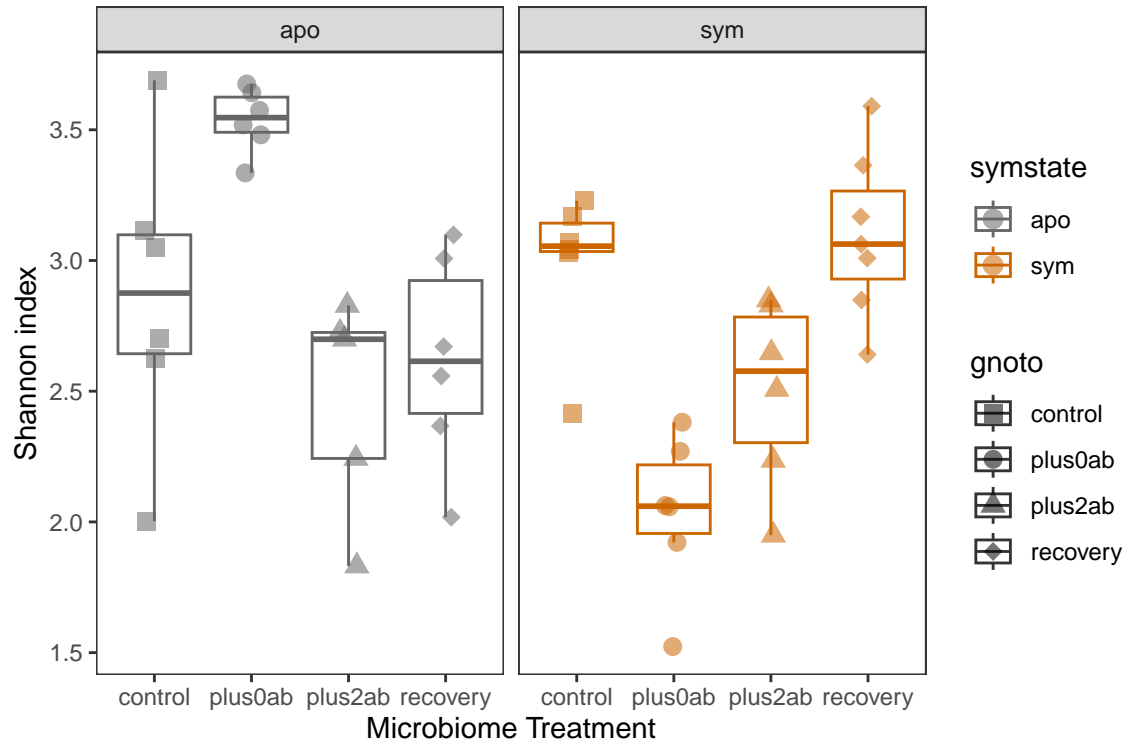 apo
sym
Shannon index
3.5
3.0
2.5
2.0
1.5
control plus0ab plus2ab recovery
control plus0ab plus2ab recovery
Microbiome Treatment
symstate
apo
sym
gnoto
control
plus0ab
plus2ab
recovery